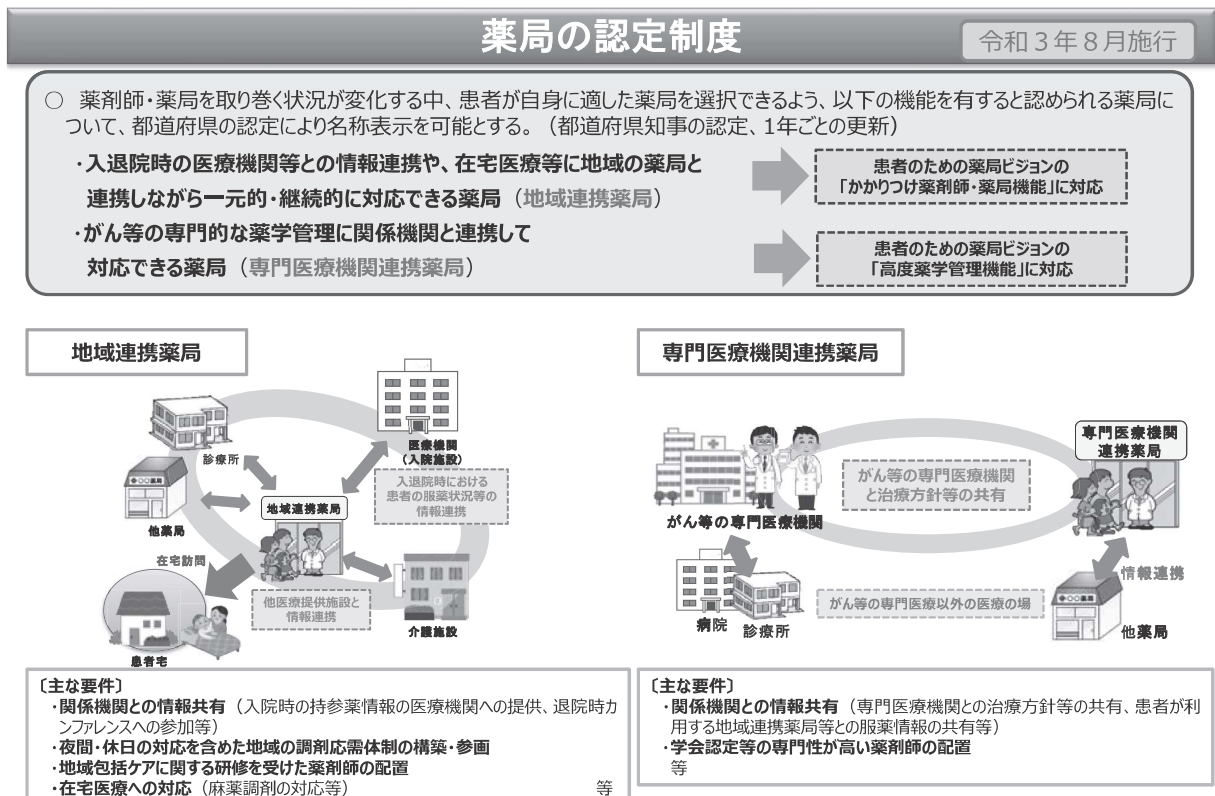 薬局の認定制度
令和3年8月施行
○ 薬剤師・薬局を取り巻く状況が変化する中、患者が自身に適した薬局を選択できるよう、以下の機能を有すると認められる薬局に
ついて、都道府県の認定により名称表示を可能とする。（都道府県知事の認定、1年ごとの更新）
・入退院時の医療機関等との情報連携や、在宅医療等に地域の薬局と
連携しながら一元的・継続的に対応できる薬局（地域連携薬局）
患者のための薬局ビジョンの
「かかりつけ薬剤師・薬局機能」に対応
・がん等の専門的な薬学管理に関係機関と連携して
対応できる薬局（専門医療機関連携薬局）
患者のための薬局ビジョンの
「高度薬学管理機能」に対応
地域連携薬局
診療所
医療機関
（入院施設）
入退院時における
患者の服薬状況等の
情報連携
他薬局
地域連携薬局
在宅訪問
他医療提供施設と
情報連携
介護施設
患者宅
〔主な要件〕
・関係機関との情報共有（入院時の持参薬情報の医療機関への提供、退院時カ
ンファレンスへの参加等）
・夜間・休日の対応を含めた地域の調剤応需体制の構築・参画
・地域包括ケアに関する研修を受けた薬剤師の配置
・在宅医療への対応（麻薬調剤の対応等） 等
専門医療機関連携薬局
がん等の専門医療機関
がん等の専門医療機関
と治療方針等の共有
専門医療機関
連携薬局
情報連携
病院
診療所
がん等の専門医療以外の医療の場
他薬局
〔主な要件〕
・関係機関との情報共有（専門医療機関との治療方針等の共有、患者が利
用する地域連携薬局等との服薬情報の共有等）
・学会認定等の専門性が高い薬剤師の配置
等